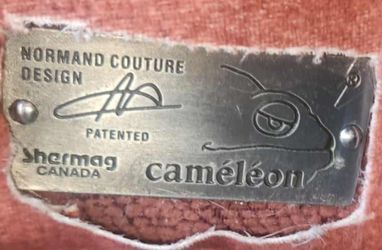 NORMAND COUTURE
DESIGN
PATENTED
Shermag
CANADA
caméléon
®